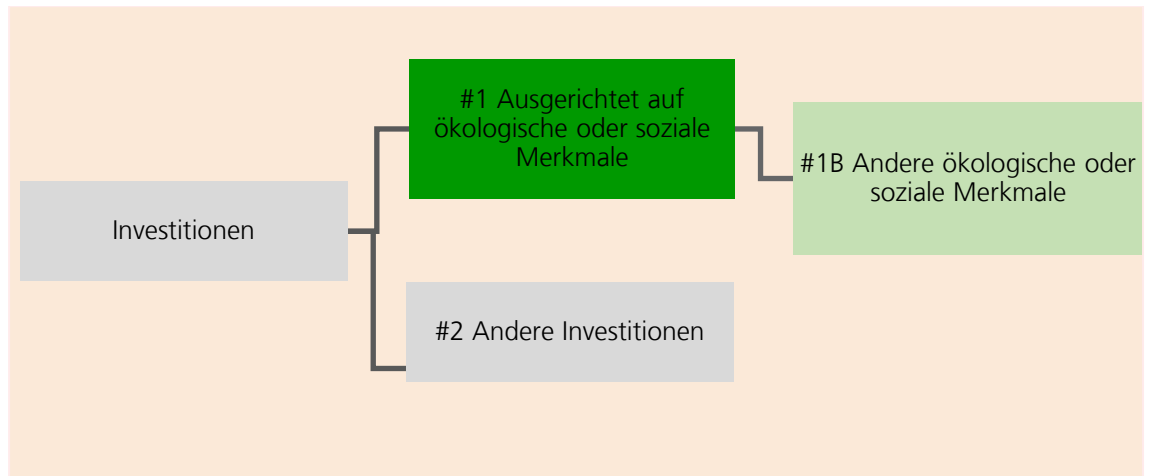 Investitionen
#1 Ausgerichtet auf
ökologische oder soziale
Merkmale
#1B Andere ökologische oder
soziale Merkmale
#2 Andere Investitionen